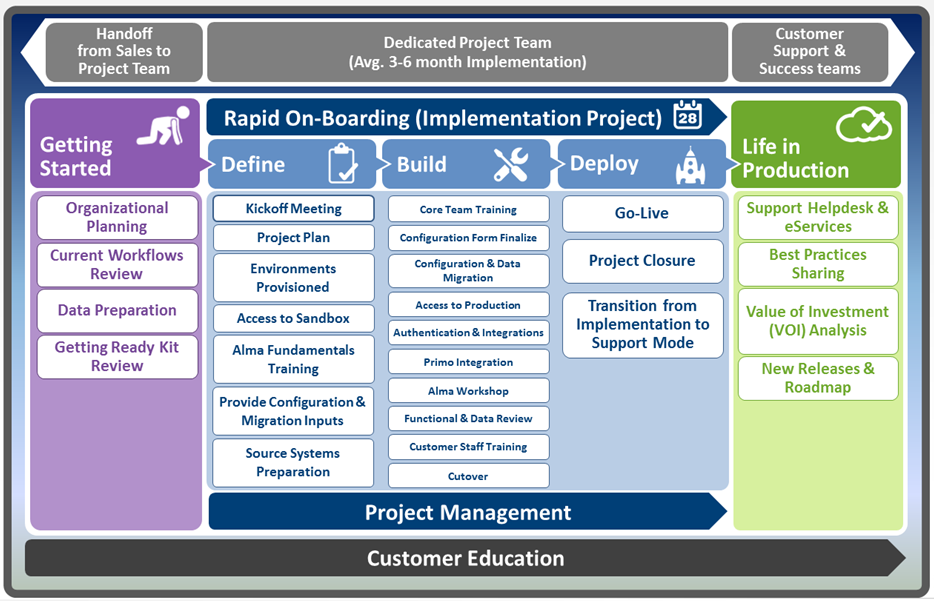 Handoff
from Sales to
Project Team
Dedicated Project Team
(Avg. 3-6 month Implementation)
Customer
Support &
Success teams
Getting
Started
Rapid On-Boarding (Implementation Project)
28
Define
Build
Deploy
Life in
Production
Organizational
Planning
Current Workflows
Review
Data Preparation
Getting Ready Kit
Review
Kickoff Meeting
Project Plan
Environments
Provisioned
Access to Sandbox
Alma Fundamentals
Training
Provide Configuration &
Migration Inputs
Source Systems
Preparation
Core Team Training
Configuration Form Finalize
Configuration & Data
Migration
Access to Production
Authentication & Integrations
Primo Integration
Alma Workshop
Functional & Data Review
Customer Staff Training
Cutover
Go-Live
Project Closure
Transition from
Implementation to
Support Mode
Support Helpdesk &
eServices
Best Practices
Sharing
Value of Investment
(VOI) Analysis
New Releases &
Roadmap
Project Management
Customer Education